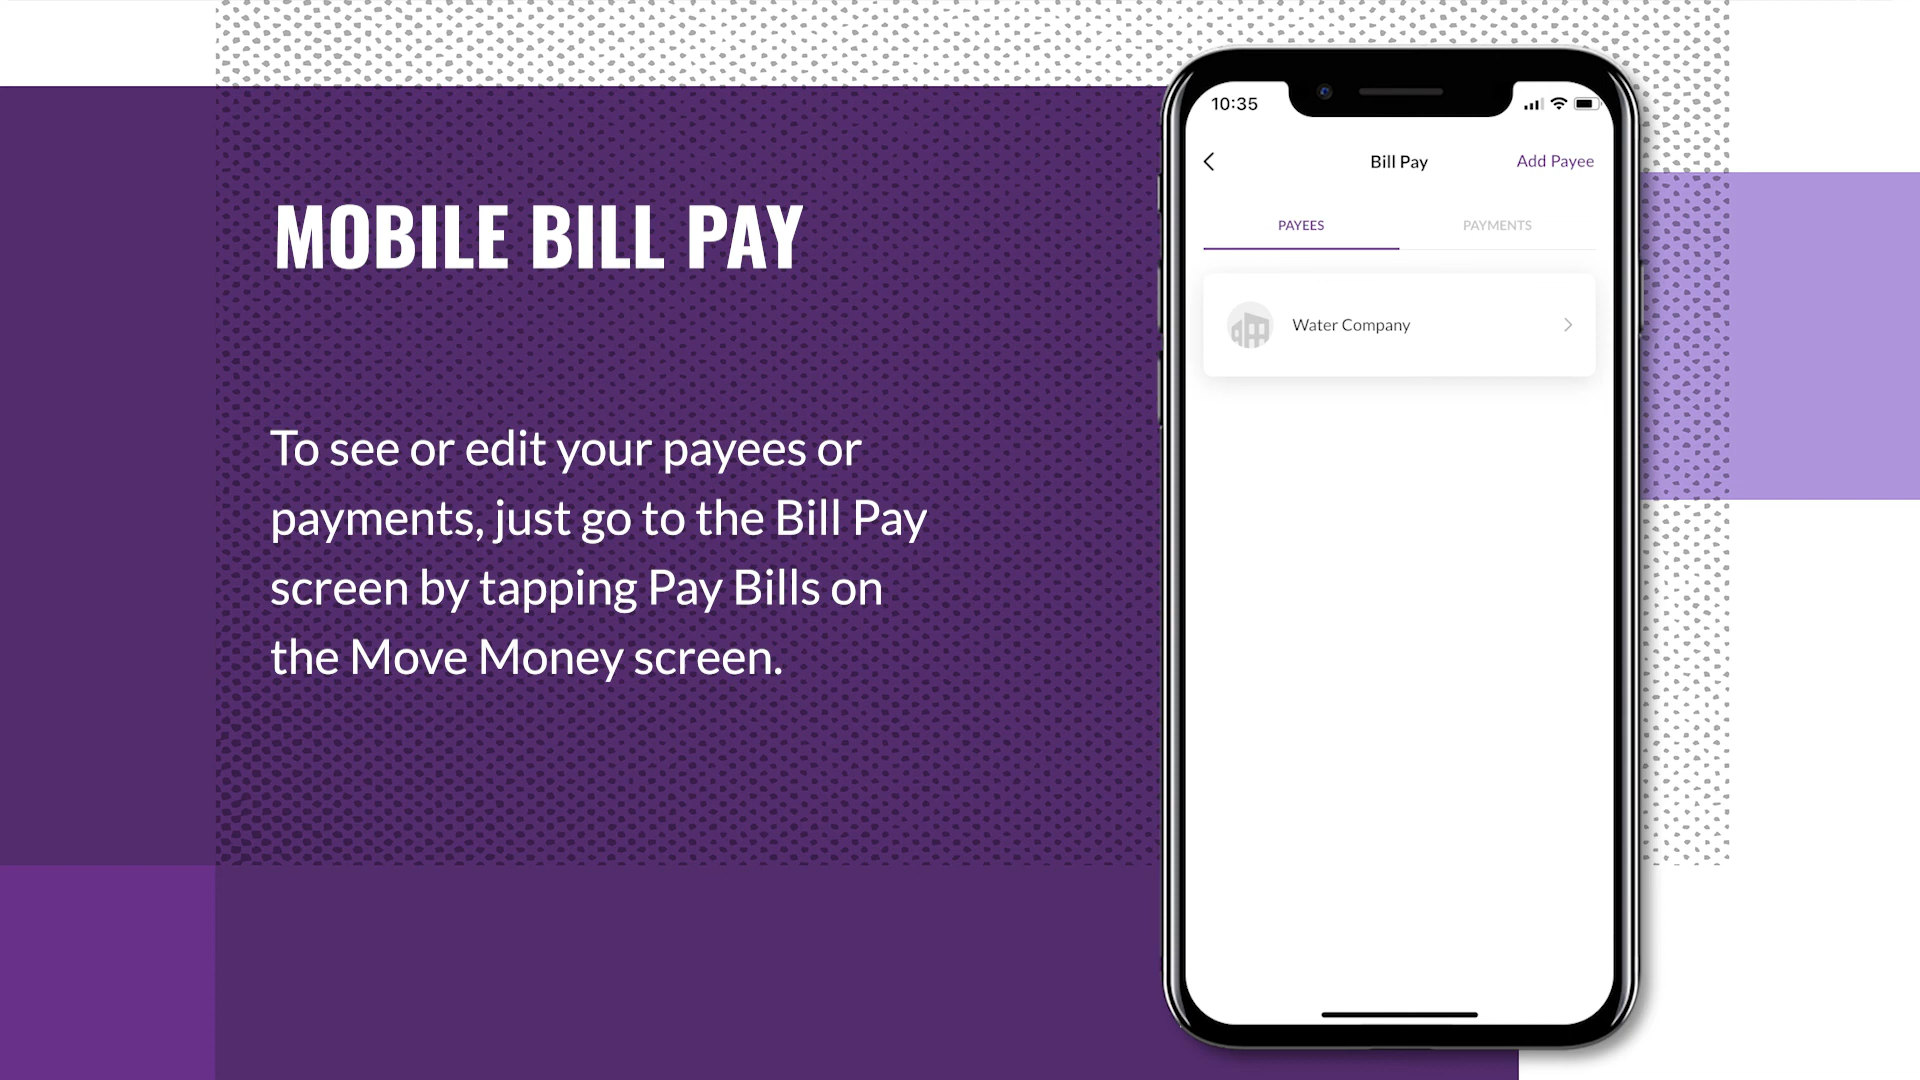 MOBILE BILL PAY
To see or edit your payees or
payments, just go to the Bill Pay
screen by tapping Pay Bills on
the Move Money screen.
10:35
Bill Pay
Add Payee
PAYEES
PAYMENTS
Water Company